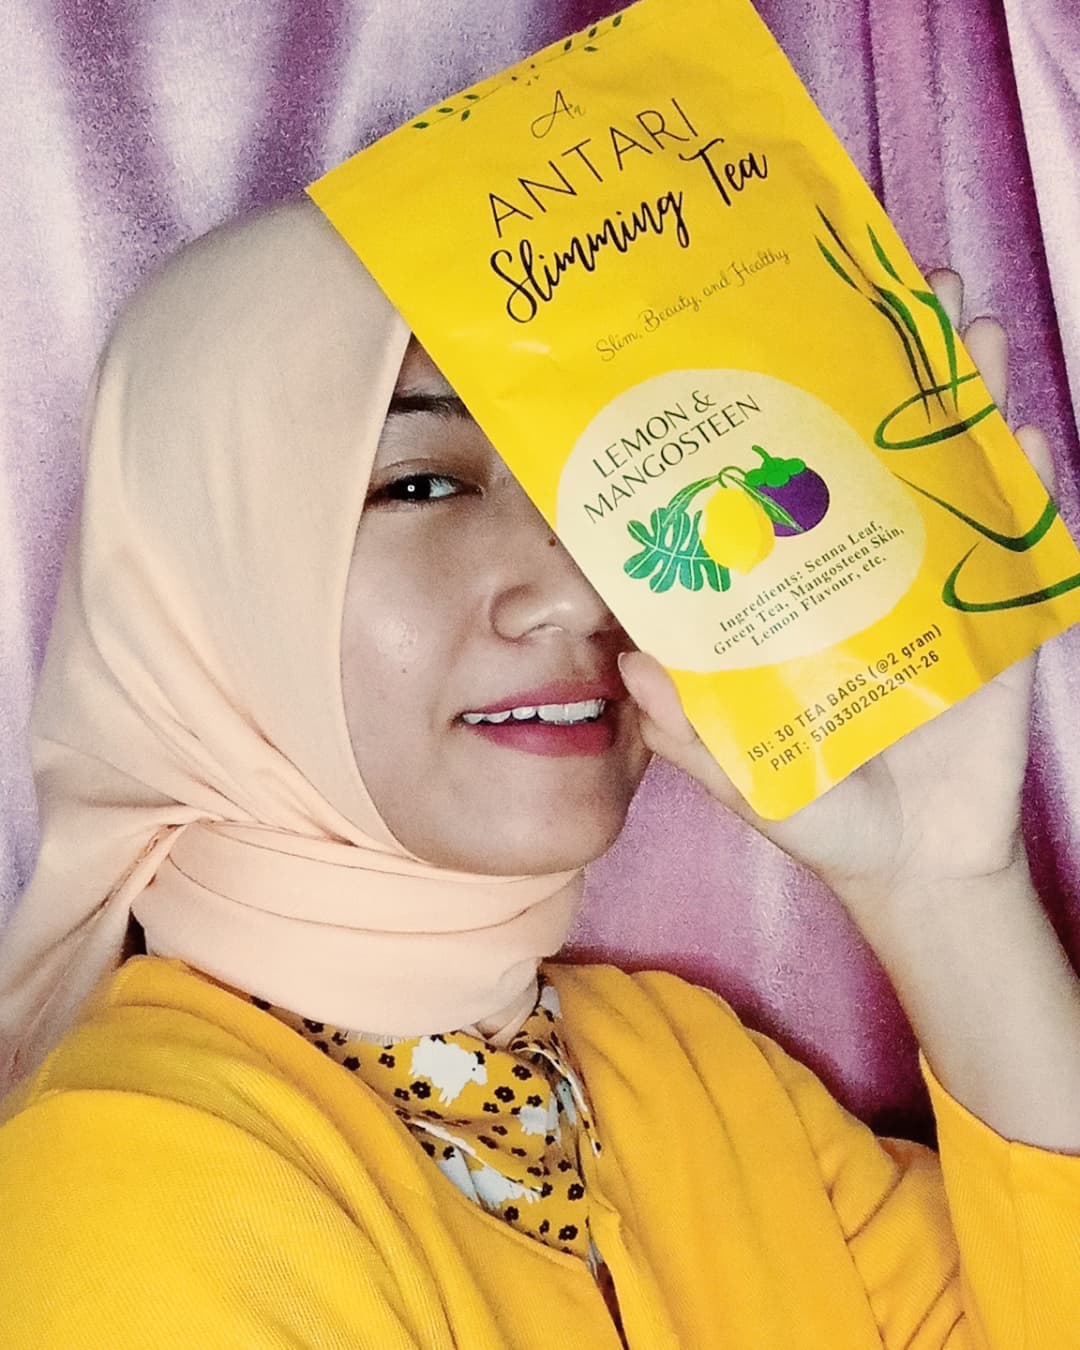 An
ANTARI
Slimming Tea
Slim, Beauty, and Healthy
LEMON &
MANGOSTEEN
Ingredients: Senna Leaf,
Green Tea, Mangosteen Skin,
Lemon Flavour, etc.
ISI: 30 TEA BAGS (@2 gram)
PIRT: 5103302022911-26